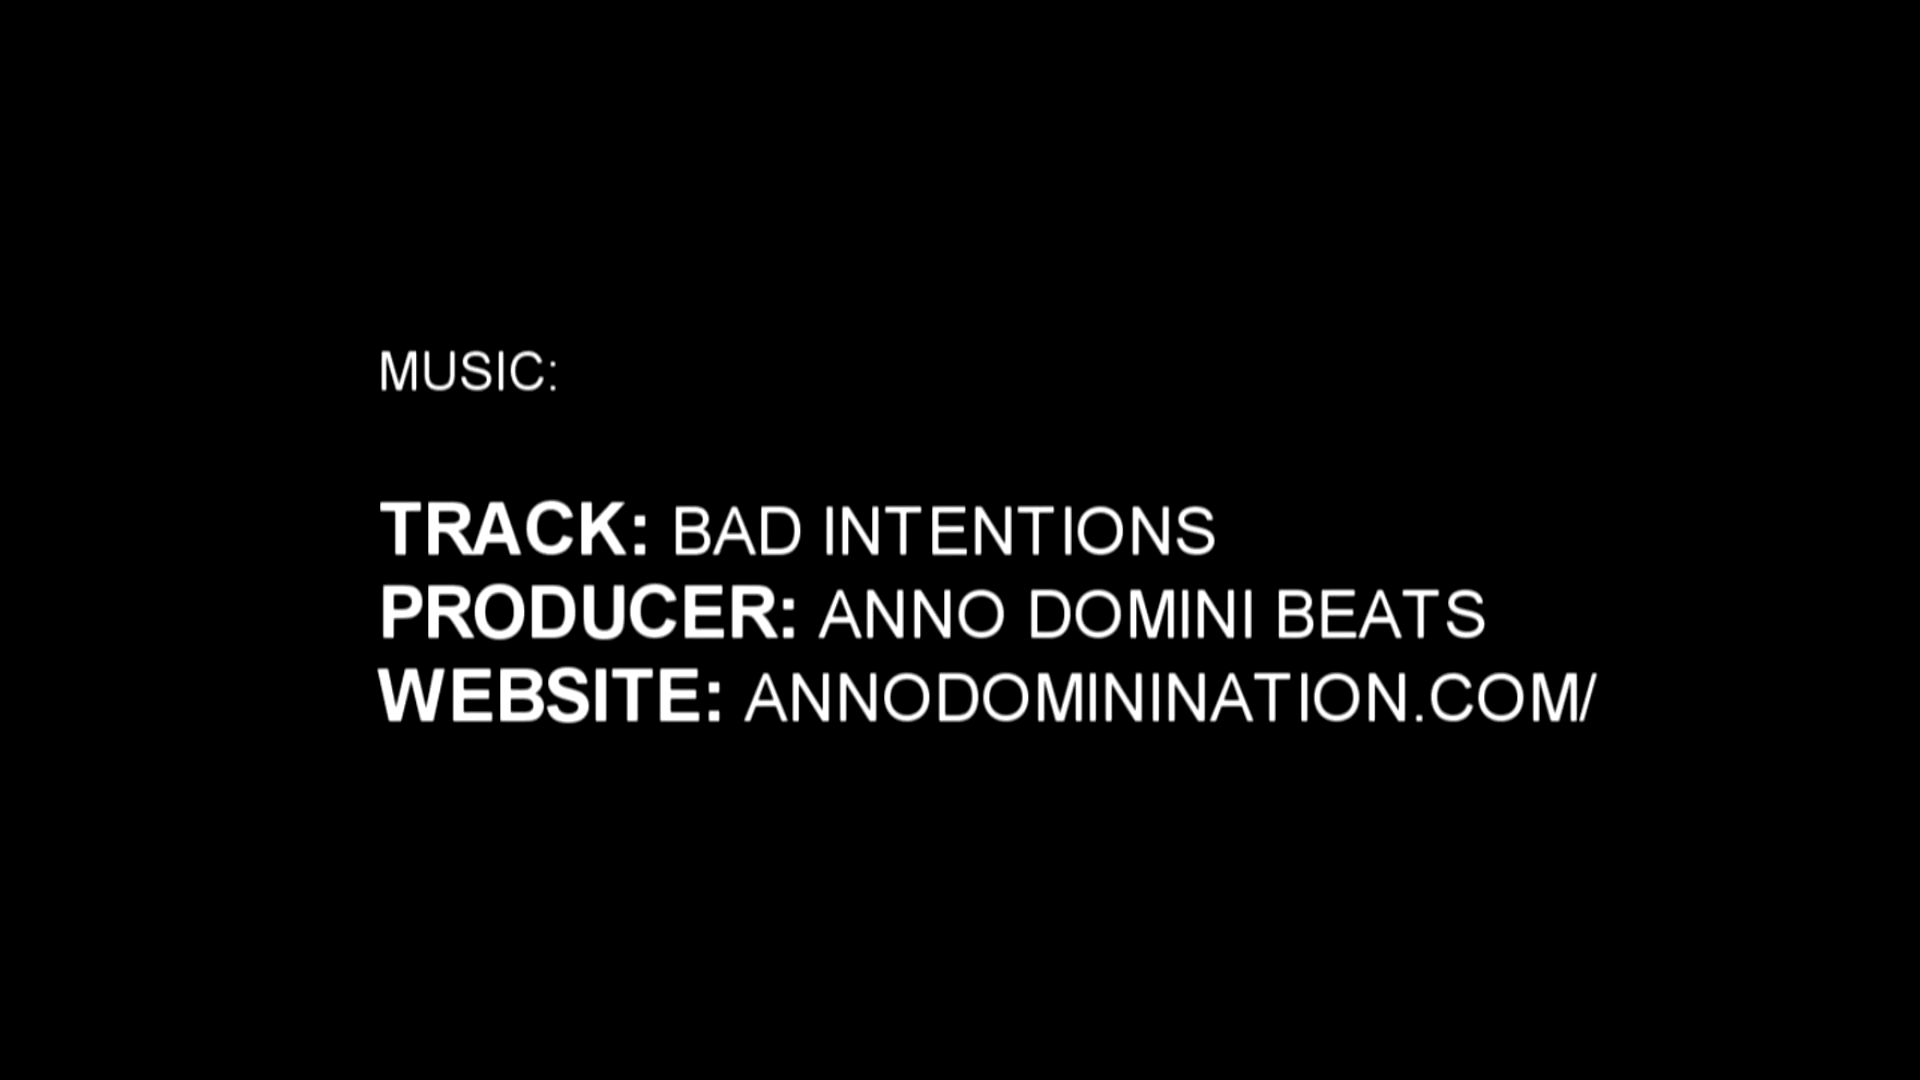 MUSIC:
TRACK: BAD INTENTIONS
PRODUCER: ANNO DOMINI BEATS
WEBSITE: ANNODOMININATION.COM/